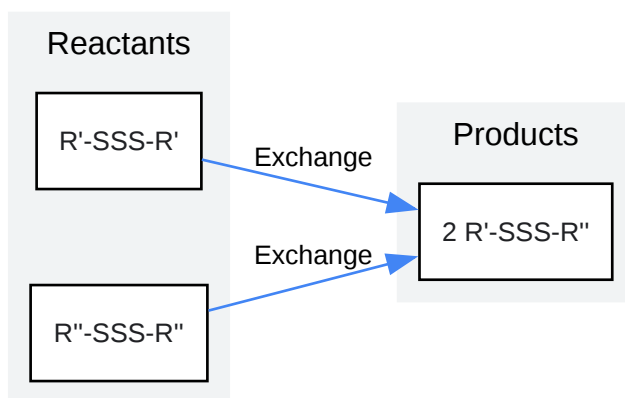 Reactants
R'-SSS-R'
Exchange
Products
2 R'-SSS-R"
Exchange
R"-SSS-R"